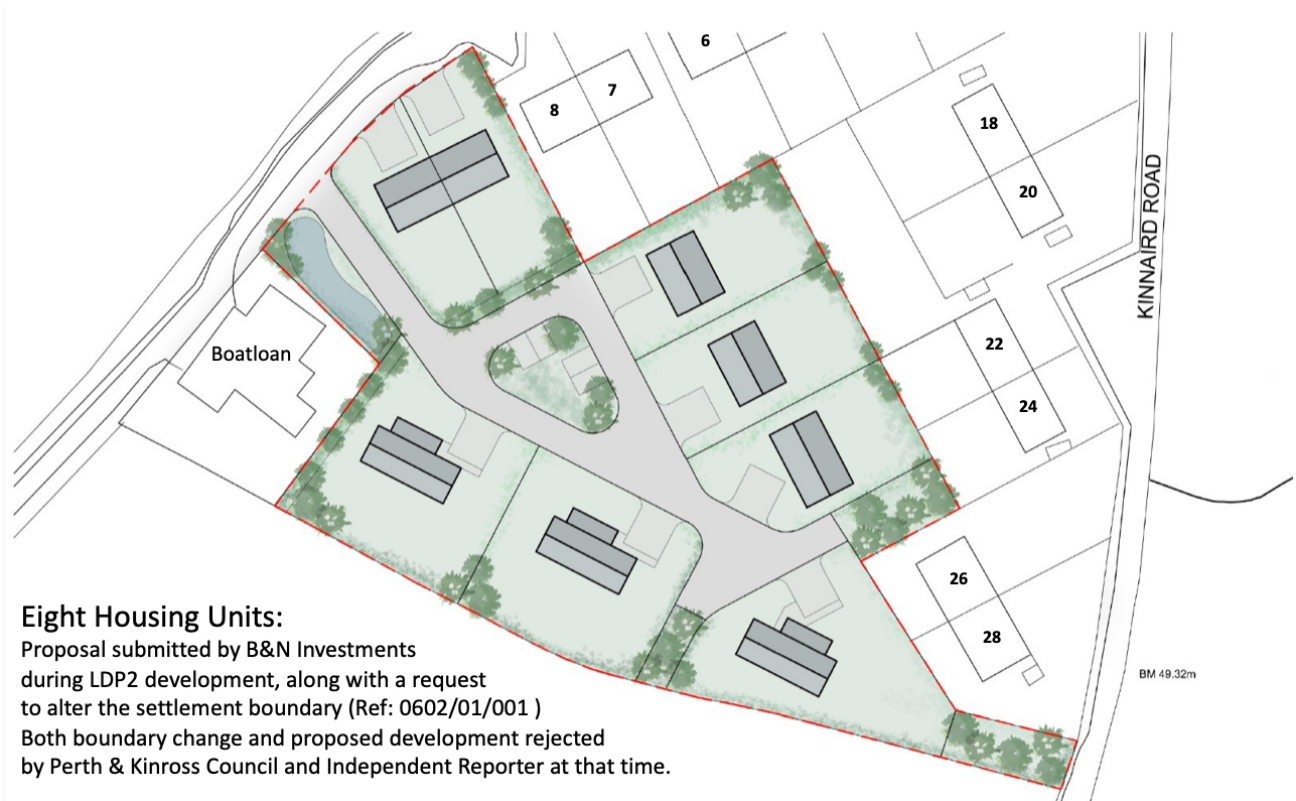 6
7
8
18
20
KINNAIRD ROAD
22
Boatloan
24
26
Eight Housing Units:
28
Proposal submitted by B&N Investments
during LDP2 development, along with a request
BM 49.32m
to alter the settlement boundary (Ref: 0602/01/001 )
Both boundary change and proposed development rejected
by Perth & Kinross Council and Independent Reporter at that time.